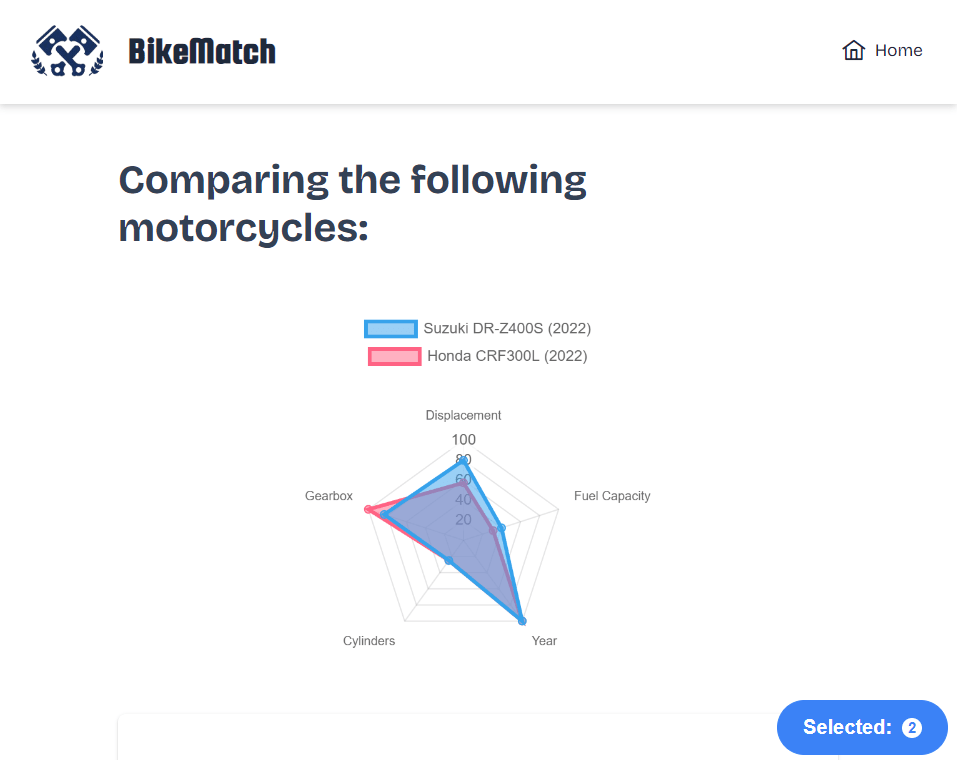 BikeMatch
Home
Comparing the following
motorcycles:
Suzuki DR-Z400S (2022)
Honda CRF300L (2022)
Displacement
100
80
60
40
20
Gearbox
Fuel Capacity
Cylinders
Year
Selected: 2